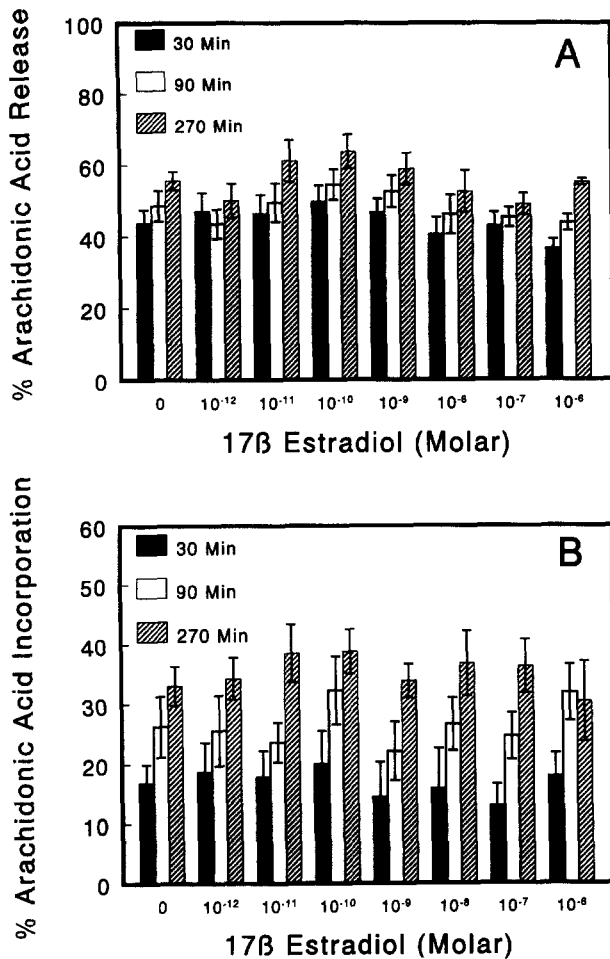 A
% Arachidonic Acid Release
100
80
60
40
20
0
30 Min
90 Min
270 Min
0 10⁻¹² 10⁻¹¹ 10⁻¹⁰ 10⁻⁹ 10⁻⁸ 10⁻⁷ 10⁻⁶
17ß Estradiol (Molar)
B
% Arachidonic Acid Incorporation
60
50
40
30
20
10
0
30 Min
90 Min
270 Min
0 10⁻¹² 10⁻¹¹ 10⁻¹⁰ 10⁻⁹ 10⁻⁸ 10⁻⁷ 10⁻⁶
17ß Estradiol (Molar)